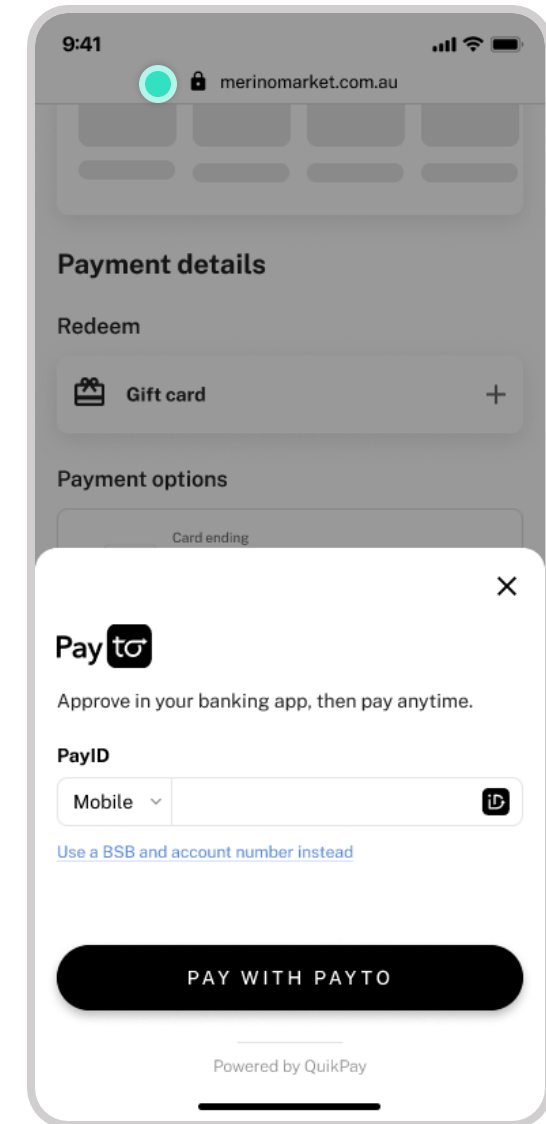 9:41
merinomarket.com.au
Payment details
Redeem
Gift card
Payment options
Card ending
Pay to
Approve in your banking app, then pay anytime.
PayID
Mobile
iD
Use a BSB and account number instead
PAY WITH PAYTO
Powered by QuikPay